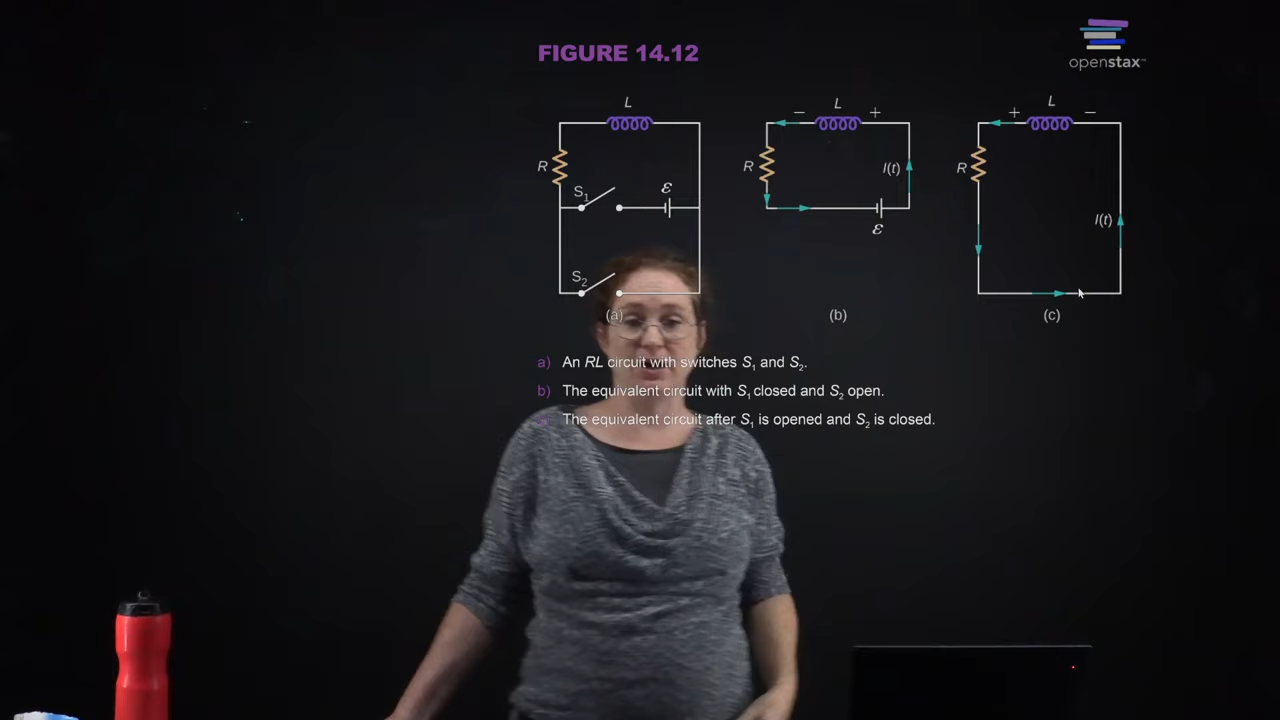 FIGURE 14.12
openstax™
L
R
S1
ε
S2
(a)
− L +
R
I(t)
ε
(b)
+ L −
R
I(t)
(c)
a) An RL circuit with switches S1 and S2.
b) The equivalent circuit with S1 closed and S2 open.
The equivalent circuit after S1 is opened and S2 is closed.